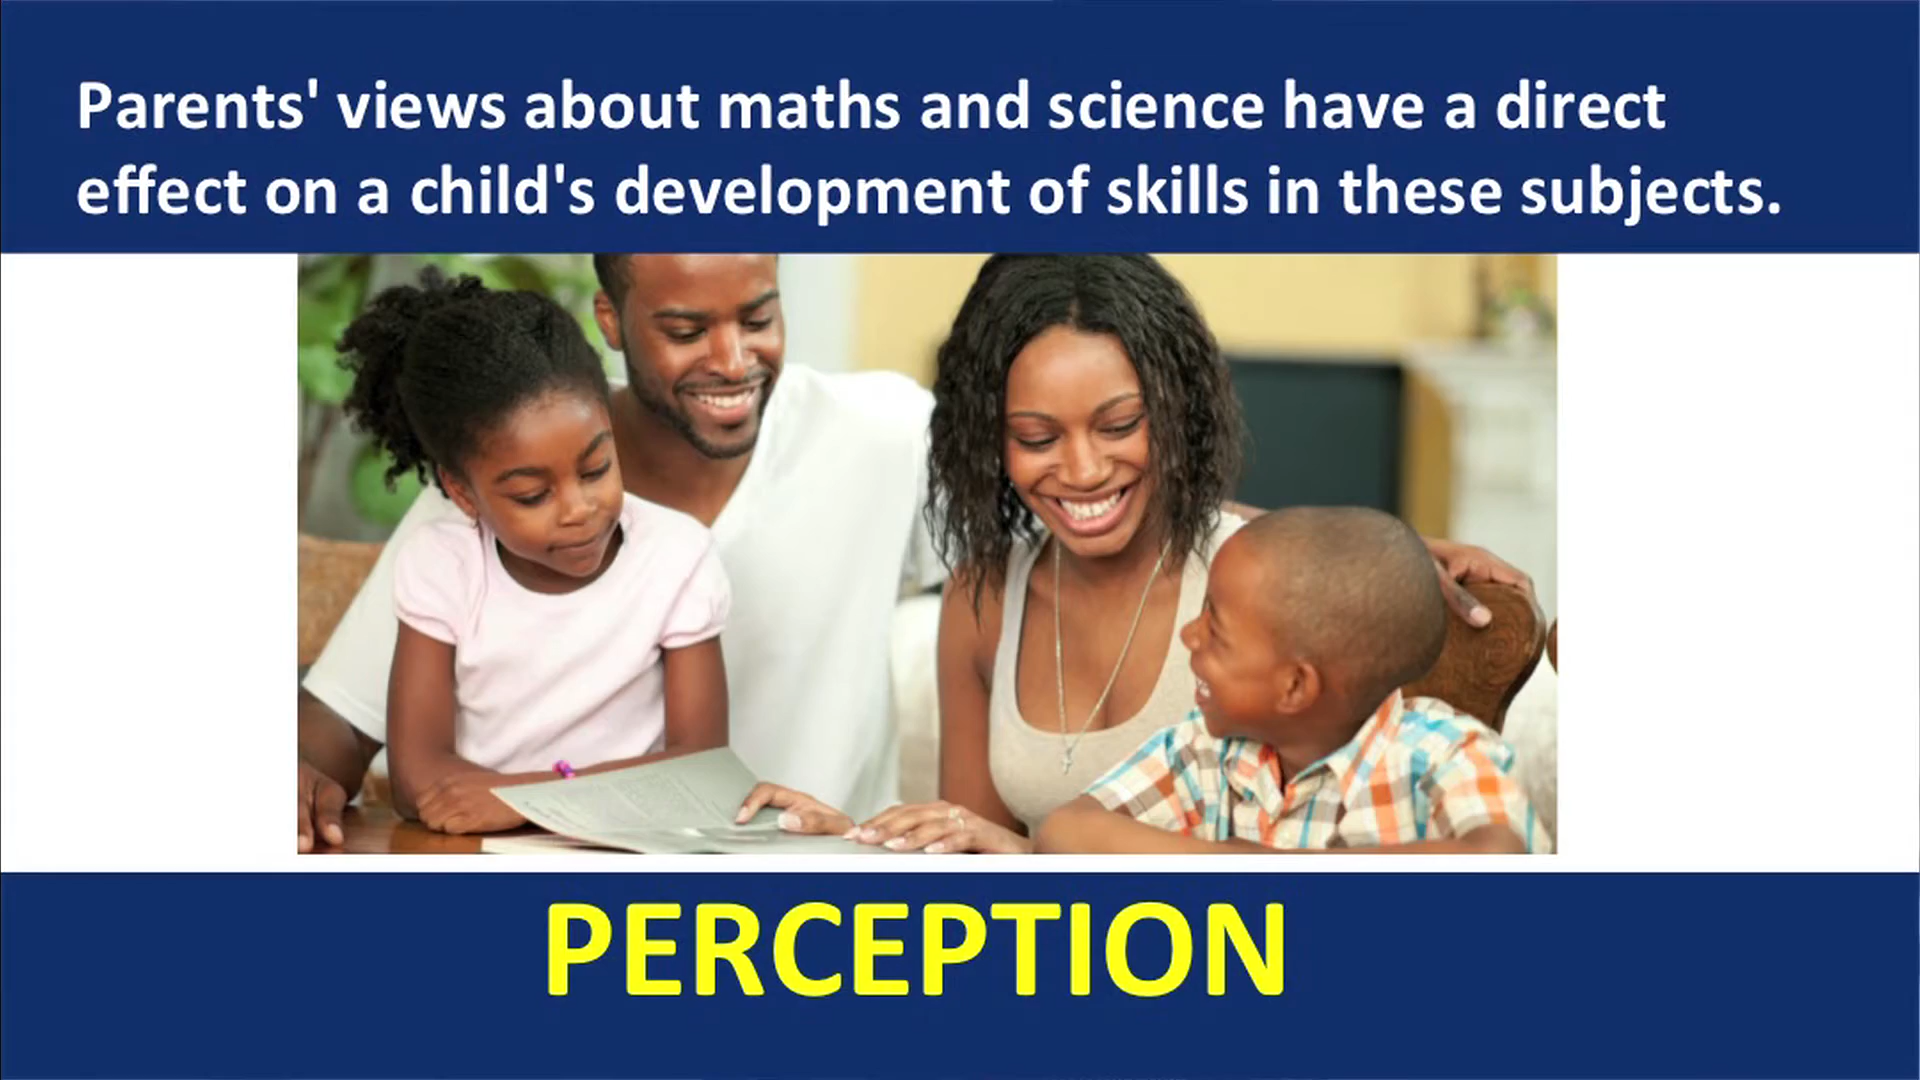 Parents' views about maths and science have a direct
effect on a child's development of skills in these subjects.
PERCEPTION